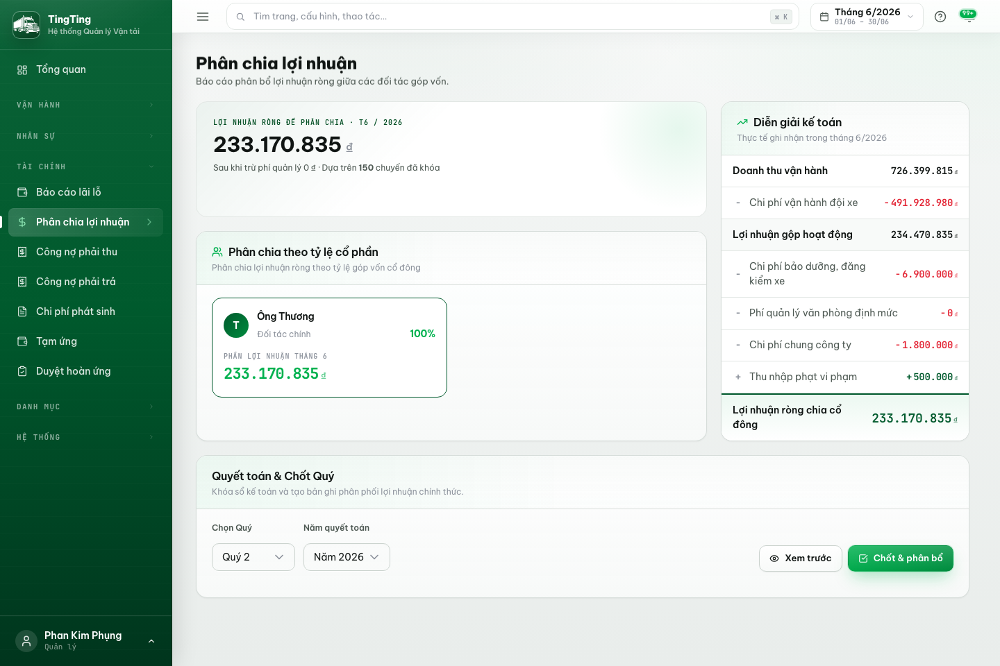 TingTing
Hệ thống Quản lý Vận tải
Tổng quan
VẬN HÀNH
NHÂN SỰ
TÀI CHÍNH
Báo cáo lãi lỗ
Phân chia lợi nhuận
Công nợ phải thu
Công nợ phải trả
Chi phí phát sinh
Tạm ứng
Duyệt hoàn ứng
DANH MỤC
HỆ THỐNG
Phan Kim Phụng
Quản lý
Tìm trang, cấu hình, thao tác...
⌘ K
Tháng 6/2026
01/06 – 30/06
99+
Phân chia lợi nhuận
Báo cáo phân bổ lợi nhuận ròng giữa các đối tác góp vốn.
LỢI NHUẬN RÒNG ĐỂ PHÂN CHIA · T6 / 2026
233.170.835 đ
Sau khi trừ phí quản lý 0 đ · Dựa trên 150 chuyến đã khóa
Phân chia theo tỷ lệ cổ phần
Phân chia lợi nhuận ròng theo tỷ lệ góp vốn cổ đông
T
Ông Thương
Đối tác chính
100%
PHẦN LỢI NHUẬN THÁNG 6
233.170.835 đ
Diễn giải kế toán
Thực tế ghi nhận trong tháng 6/2026
Doanh thu vận hành 726.399.815 đ
- Chi phí vận hành đội xe -491.928.980 đ
Lợi nhuận gộp hoạt động 234.470.835 đ
- Chi phí bảo dưỡng, đăng kiểm xe -6.900.000 đ
- Phí quản lý văn phòng định mức -0 đ
- Chi phí chung công ty -1.800.000 đ
+ Thu nhập phạt vi phạm +500.000 đ
Lợi nhuận ròng chia cổ đông 233.170.835 đ
Quyết toán & Chốt Quý
Khóa sổ kế toán và tạo bản ghi phân phối lợi nhuận chính thức.
Chọn Quý
Năm quyết toán
Quý 2
Năm 2026
Xem trước
Chốt & phân bổ